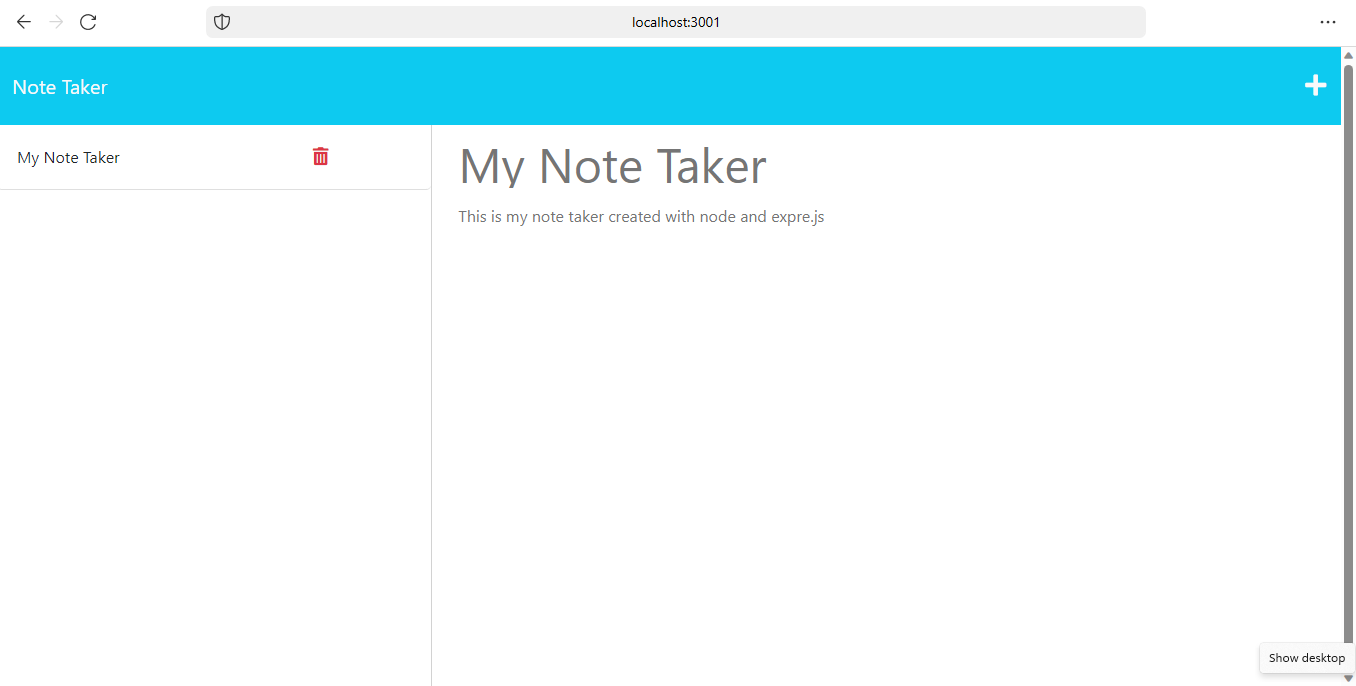 localhost:3001
Note Taker
My Note Taker
My Note Taker
This is my note taker created with node and expre.js
Show desktop